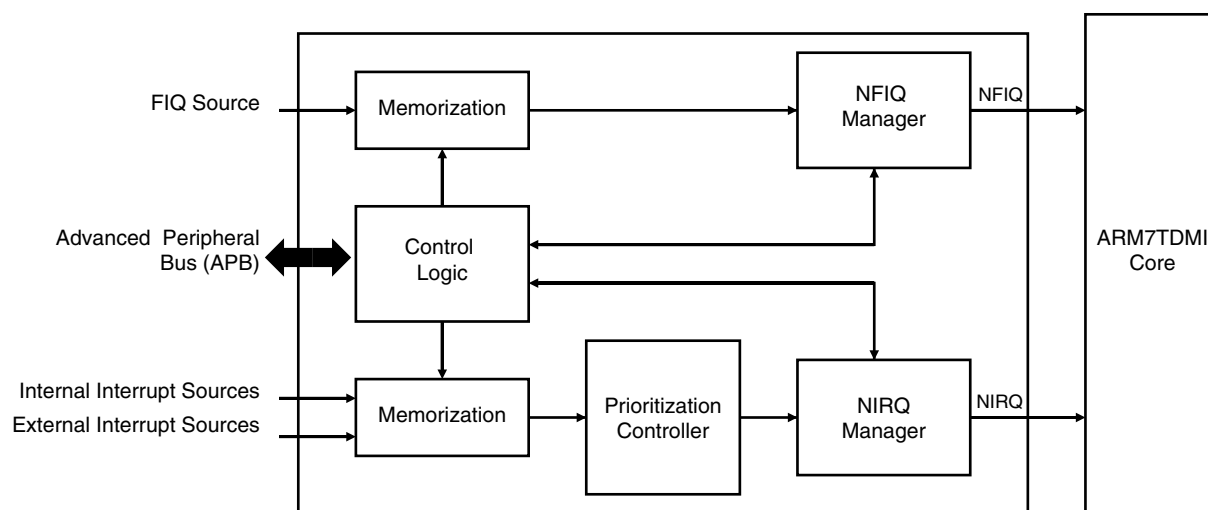 FIQ Source
Memorization
NFIQ
Manager
NFIQ
Advanced Peripheral
Bus (APB)
Control
Logic
ARM7TDMI
Core
Internal Interrupt Sources
External Interrupt Sources
Memorization
Prioritization
Controller
NIRQ
Manager
NIRQ